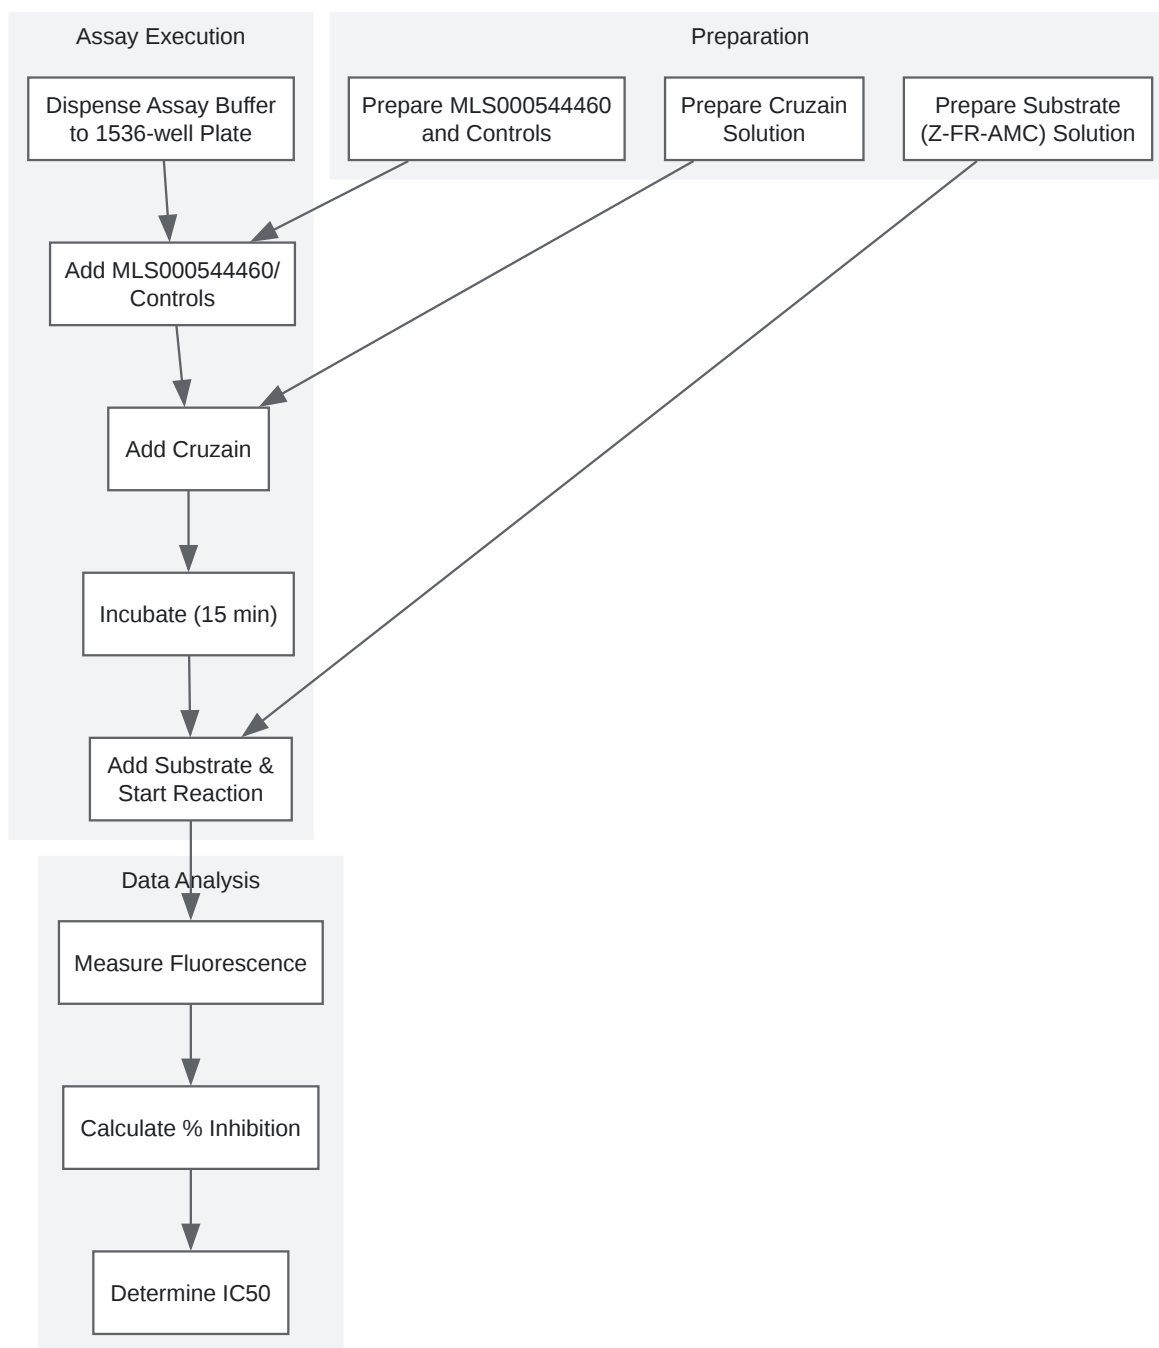 Assay Execution
Preparation
Dispense Assay Buffer
to 1536-well Plate
Prepare MLS000544460
and Controls
Prepare Cruzain
Solution
Prepare Substrate
(Z-FR-AMC) Solution
Add MLS000544460/
Controls
Add Cruzain
Incubate (15 min)
Add Substrate &
Start Reaction
Data Analysis
Measure Fluorescence
Calculate % Inhibition
Determine IC50